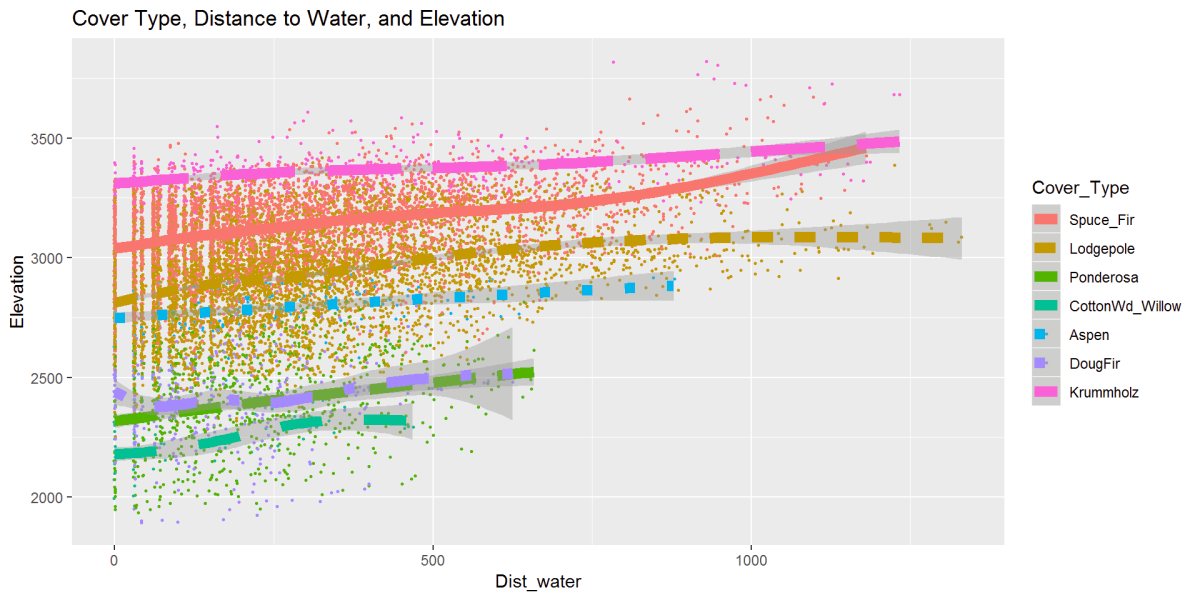 Cover Type, Distance to Water, and Elevation
3500
3000
2500
2000
Elevation
0
500
1000
Dist_water
Cover_Type
Spuce_Fir
Lodgepole
Ponderosa
CottonWd_Willow
Aspen
DougFir
Krummholz